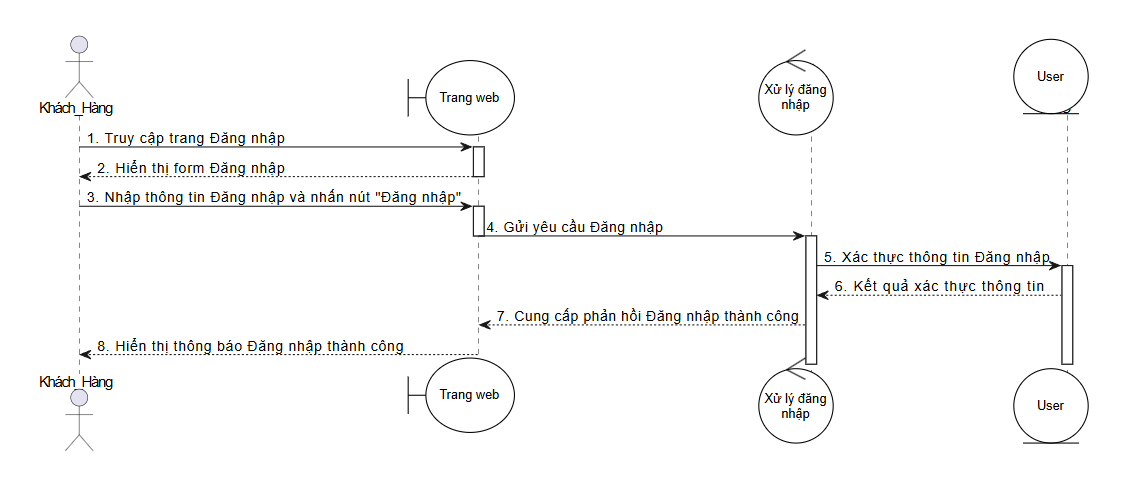 Khách_Hàng
Trang web
Xử lý đăng
nhập
User
1. Truy cập trang Đăng nhập
2. Hiển thị form Đăng nhập
3. Nhập thông tin Đăng nhập và nhấn nút "Đăng nhập"
4. Gửi yêu cầu Đăng nhập
5. Xác thực thông tin Đăng nhập
6. Kết quả xác thực thông tin
7. Cung cấp phản hồi Đăng nhập thành công
8. Hiển thị thông báo Đăng nhập thành công
Khách_Hàng
Trang web
Xử lý đăng
nhập
User